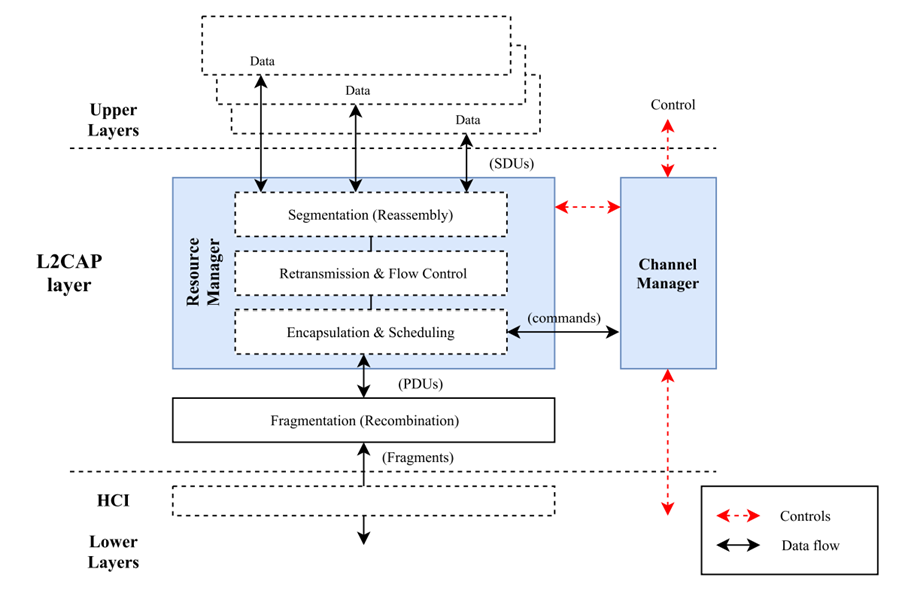 Data
Data
Data
Upper
Layers
Control
(SDUs)
Segmentation (Reassembly)
L2CAP
layer
Resource
Manager
Retransmission & Flow Control
Channel
Manager
(commands)
Encapsulation & Scheduling
(PDUs)
Fragmentation (Recombination)
(Fragments)
HCI
Lower
Layers
Controls
Data flow